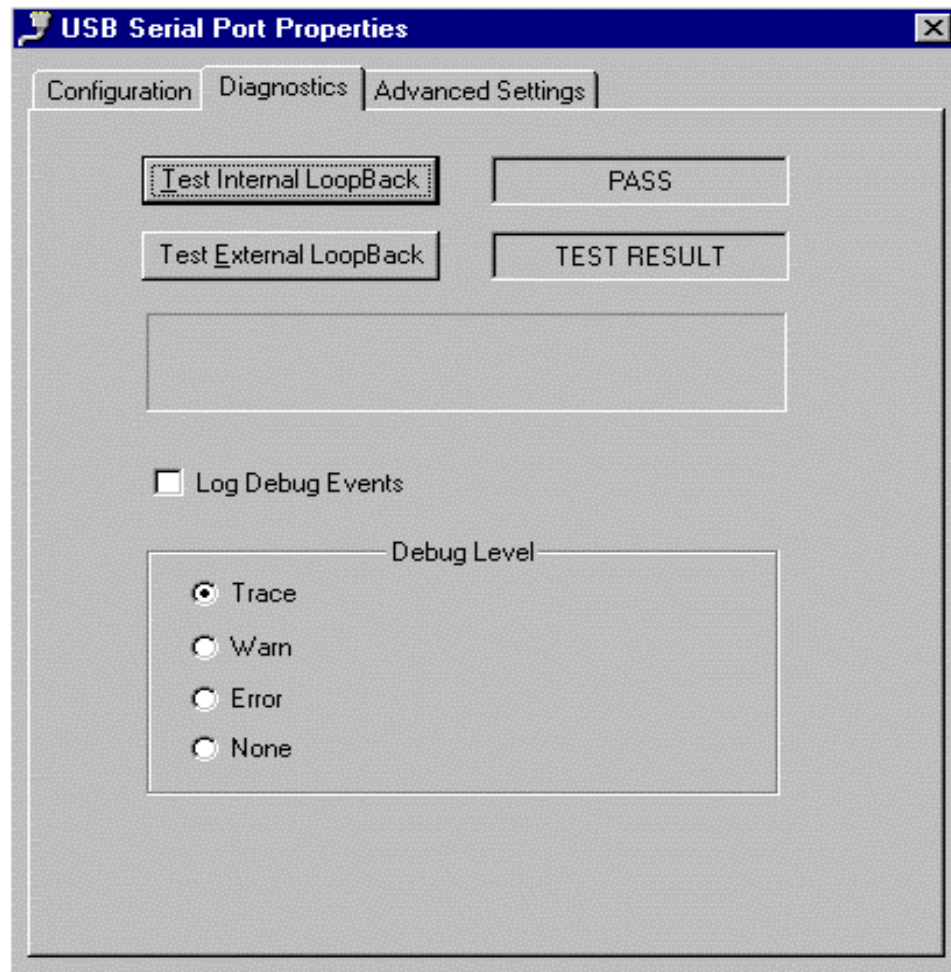 USB Serial Port Properties
Configuration Diagnostics Advanced Settings
Test Internal LoopBack PASS
Test External LoopBack TEST RESULT
Log Debug Events
Debug Level
Trace
Warn
Error
None